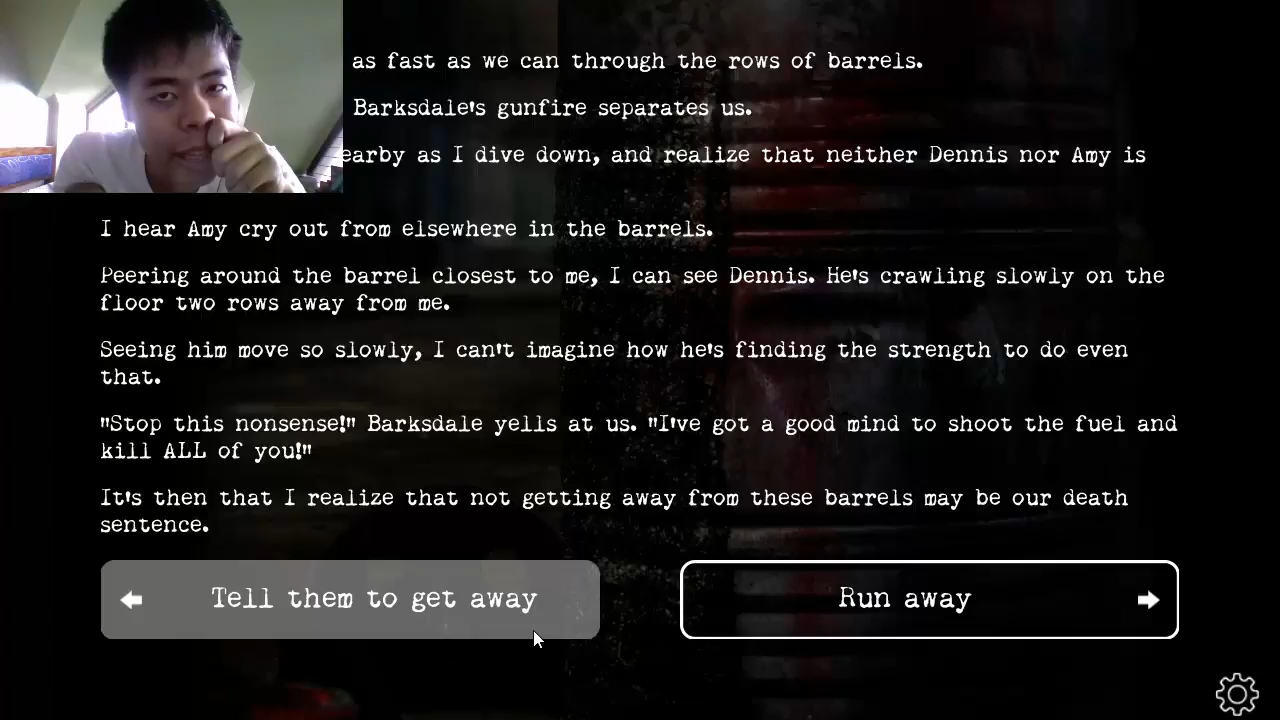 as fast as we can through the rows of barrels.
Barksdale's gunfire separates us.
earby as I dive down, and realize that neither Dennis nor Amy is
I hear Amy cry out from elsewhere in the barrels.
Peering around the barrel closest to me, I can see Dennis. He's crawling slowly on the
floor two rows away from me.
Seeing him move so slowly, I can't imagine how he's finding the strength to do even
that.
"Stop this nonsense!" Barksdale yells at us. "I've got a good mind to shoot the fuel and
kill ALL of you!"
It's then that I realize that not getting away from these barrels may be our death
sentence.
Tell them to get away
Run away